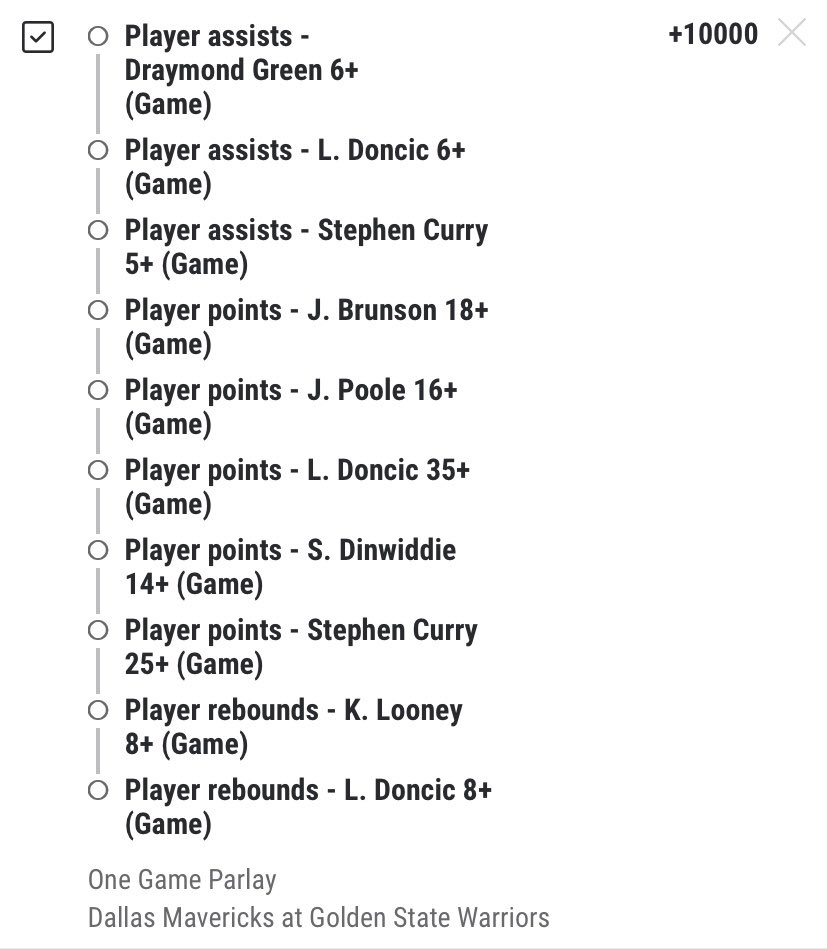 Player assists - +10000
Draymond Green 6+
(Game)
Player assists - L. Doncic 6+
(Game)
Player assists - Stephen Curry
5+ (Game)
Player points - J. Brunson 18+
(Game)
Player points - J. Poole 16+
(Game)
Player points - L. Doncic 35+
(Game)
Player points - S. Dinwiddie
14+ (Game)
Player points - Stephen Curry
25+ (Game)
Player rebounds - K. Looney
8+ (Game)
Player rebounds - L. Doncic 8+
(Game)
One Game Parlay
Dallas Mavericks at Golden State Warriors